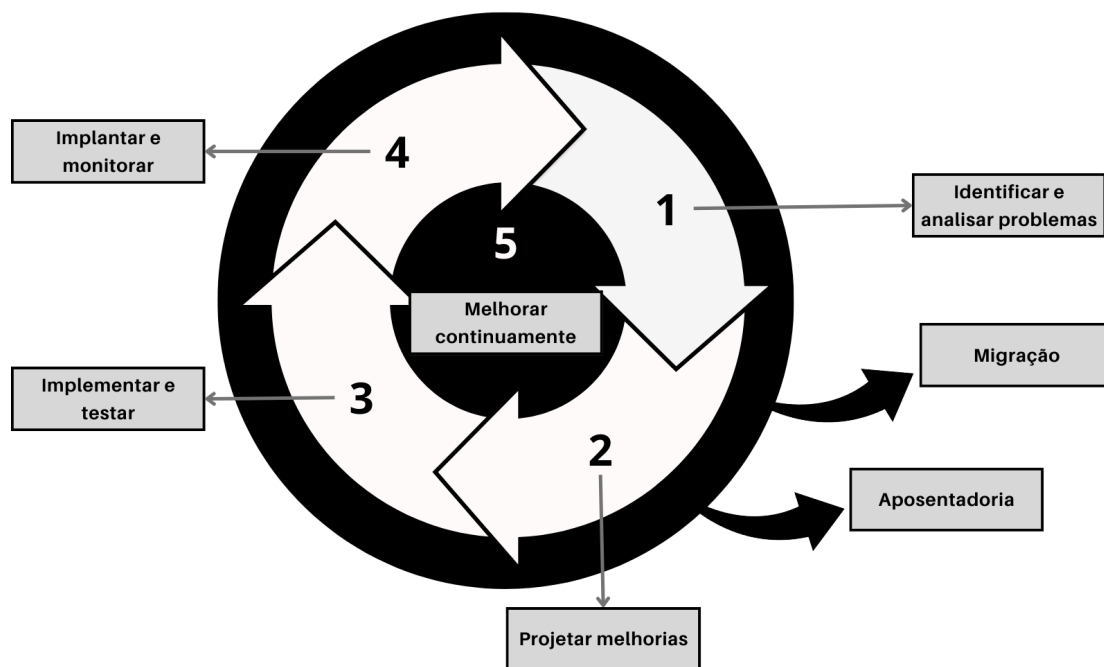 4
Implantar e
monitorar
1
Identificar e
analisar problemas
5
Melhorar
continuamente
Migração
3
Implementar e
testar
2
Aposentadoria
Projetar melhorias